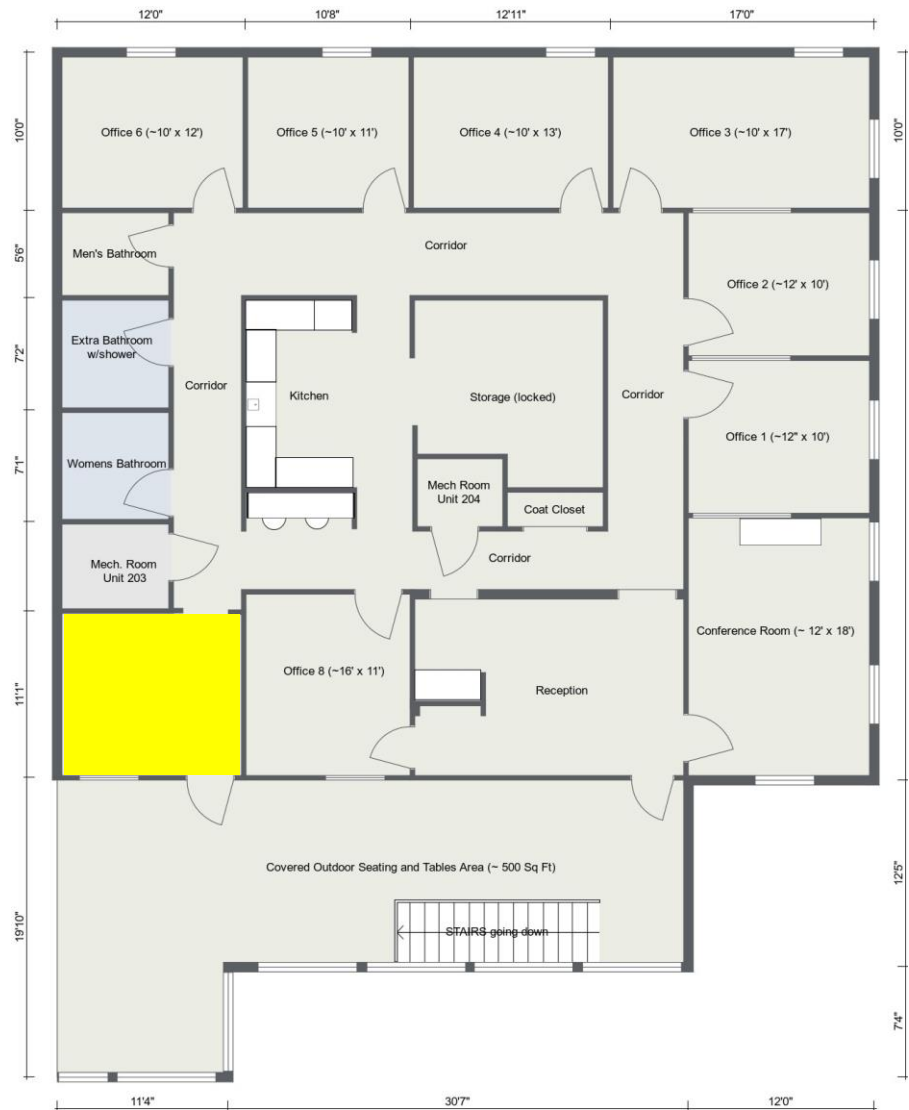 12'0"
10'8"
12'11"
17'0"
10'0"
10'0"
Office 6 (~10' x 12')
Office 5 (~10' x 11')
Office 4 (~10' x 13')
Office 3 (~10' x 17')
5'6"
Men's Bathroom
Corridor
Office 2 (~12' x 10')
7'2"
Extra Bathroom
w/shower
Corridor
Kitchen
Storage (locked)
Corridor
Office 1 (~12" x 10')
7'1"
Womens Bathroom
Mech Room
Unit 204
Coat Closet
Mech. Room
Unit 203
Corridor
Conference Room (~ 12' x 18')
11'1"
Office 8 (~16' x 11')
Reception
Covered Outdoor Seating and Tables Area (~ 500 Sq Ft)
12'5"
19'10"
STAIRS going down
7'4"
11'4"
30'7"
12'0"